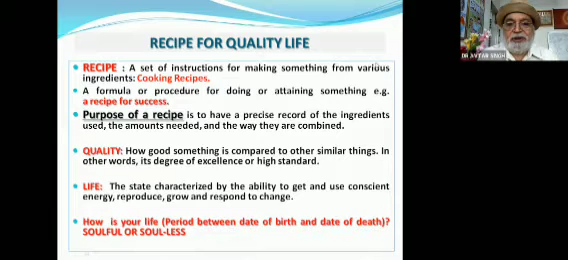 RECIPE FOR QUALITY LIFE
RECIPE : A set of instructions for making something from various
ingredients: Cooking Recipes.
A formula or procedure for doing or attaining something e.g.
a recipe for success.
Purpose of a recipe is to have a precise record of the ingredients
used, the amounts needed, and the way they are combined.
QUALITY: How good something is compared to other similar things. In
other words, its degree of excellence or high standard.
LIFE: The state characterized by the ability to get and use conscient
energy, reproduce, grow and respond to change.
How is your life (Period between date of birth and date of death)?
SOULFUL OR SOUL-LESS
DR AVTAR SINGH